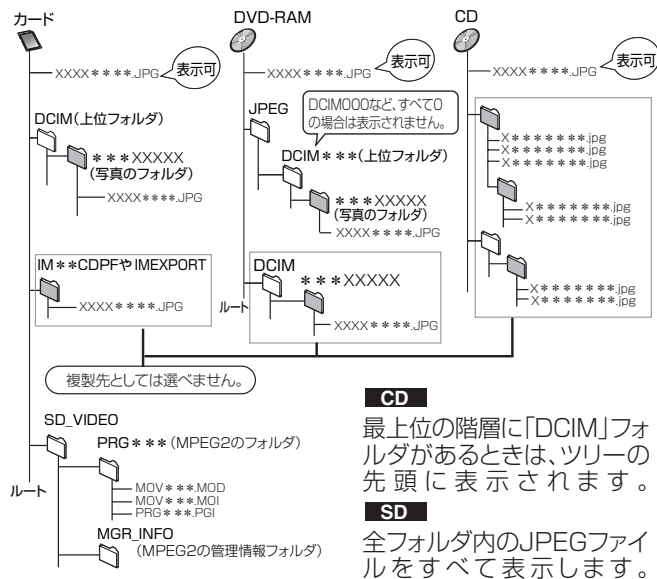 カード
XXXX＊＊＊＊.JPG
表示可
DCIM(上位フォルダ)
＊＊＊XXXXX
(写真のフォルダ)
XXXX＊＊＊＊.JPG
IM＊＊CDPFやIMEXPORT
XXXX＊＊＊＊.JPG
複製先としては選べません。
SD_VIDEO
PRG＊＊＊(MPEG2のフォルダ)
MOV＊＊＊.MOD
MOV＊＊＊.MOI
PRG＊＊＊.PGI
MGR_INFO
(MPEG2の管理情報フォルダ)
ルート
DVD-RAM
XXXX＊＊＊＊.JPG
表示可
JPEG
DCIM000など、すべて0
の場合は表示されません。
DCIM＊＊＊(上位フォルダ)
＊＊＊XXXXX
(写真のフォルダ)
XXXX＊＊＊＊.JPG
DCIM
＊＊＊XXXXX
XXXX＊＊＊＊.JPG
ルート
CD
XXXX＊＊＊＊.JPG
表示可
X＊＊＊＊＊＊＊.jpg
X＊＊＊＊＊＊＊.jpg
X＊＊＊＊＊＊＊.jpg
X＊＊＊＊＊＊＊.jpg
X＊＊＊＊＊＊＊.jpg
X＊＊＊＊＊＊＊.jpg
X＊＊＊＊＊＊＊.jpg
CD
最上位の階層に「DCIM」フォ
ルダがあるときは、ツリーの
先頭に表示されます。
SD
全フォルダ内のJPEGファイ
ルをすべて表示します。